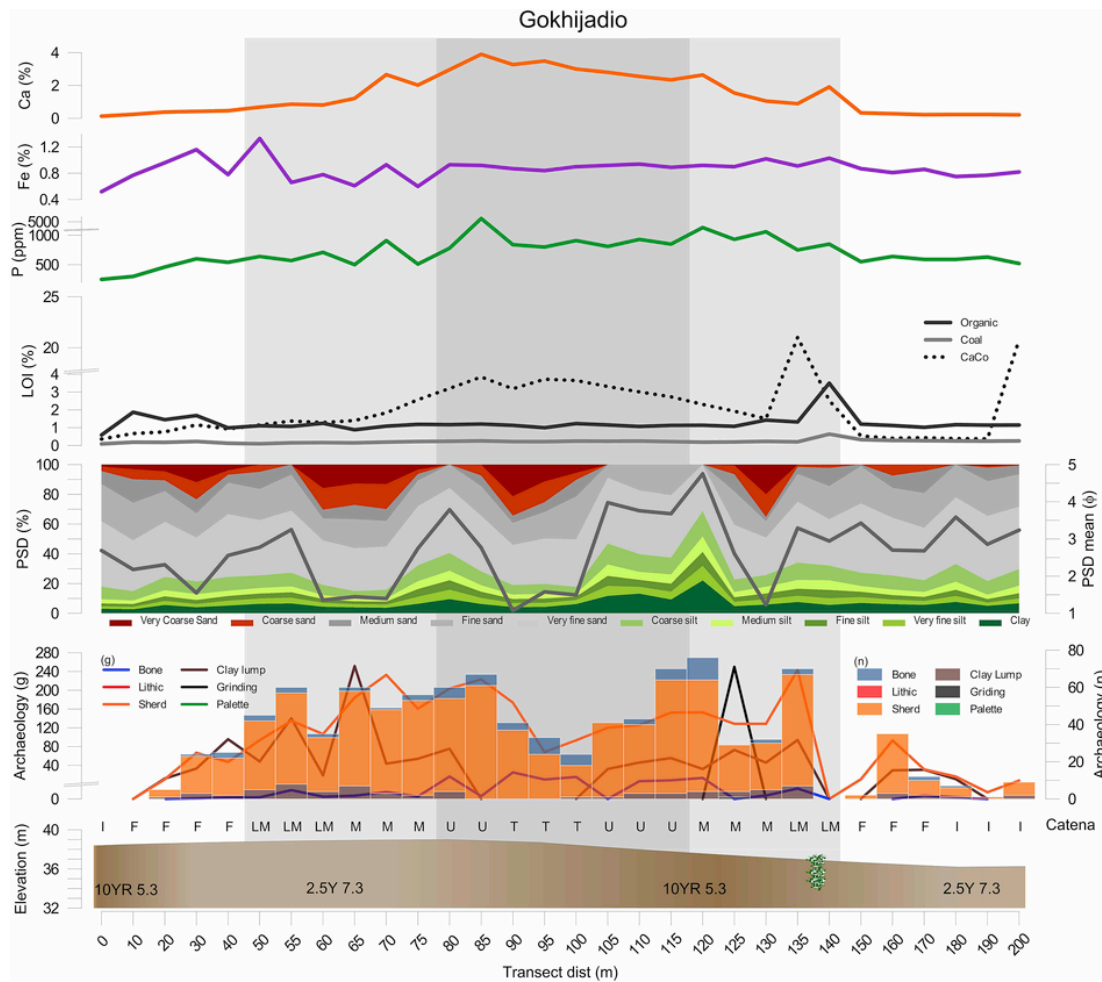 Gokhijadio
Ca (%)
4
2
0
Fe (%)
1.2
0.8
0.4
P (ppm)
5000
1000
500
LOI (%)
25
20
4
3
2
1
0
Organic
Coal
CaCo
PSD (%)
100
80
60
40
20
0
PSD mean (ϕ)
5
4
3
2
1
Very Coarse Sand Coarse sand Medium sand Fine sand Very fine sand Coarse silt Medium silt Fine silt Very fine silt Clay
Archaeology (g)
280
240
200
160
120
80
40
0
(g)
Bone Clay lump
Lithic Grinding
Sherd Palette
(n)
Bone Clay Lump
Lithic Griding
Sherd Palette
Archaeology (n)
80
60
40
20
0
I F F F F LM LM LM M M M U U T T T U U U M M M LM LM F F F I I I Catena
Elevation (m)
40
36
32
10YR 5.3 2.5Y 7.3 10YR 5.3 2.5Y 7.3
0 10 20 30 40 50 55 60 65 70 75 80 85 90 95 100 105 110 115 120 125 130 135 140 150 160 170 180 190 200
Transect dist (m)